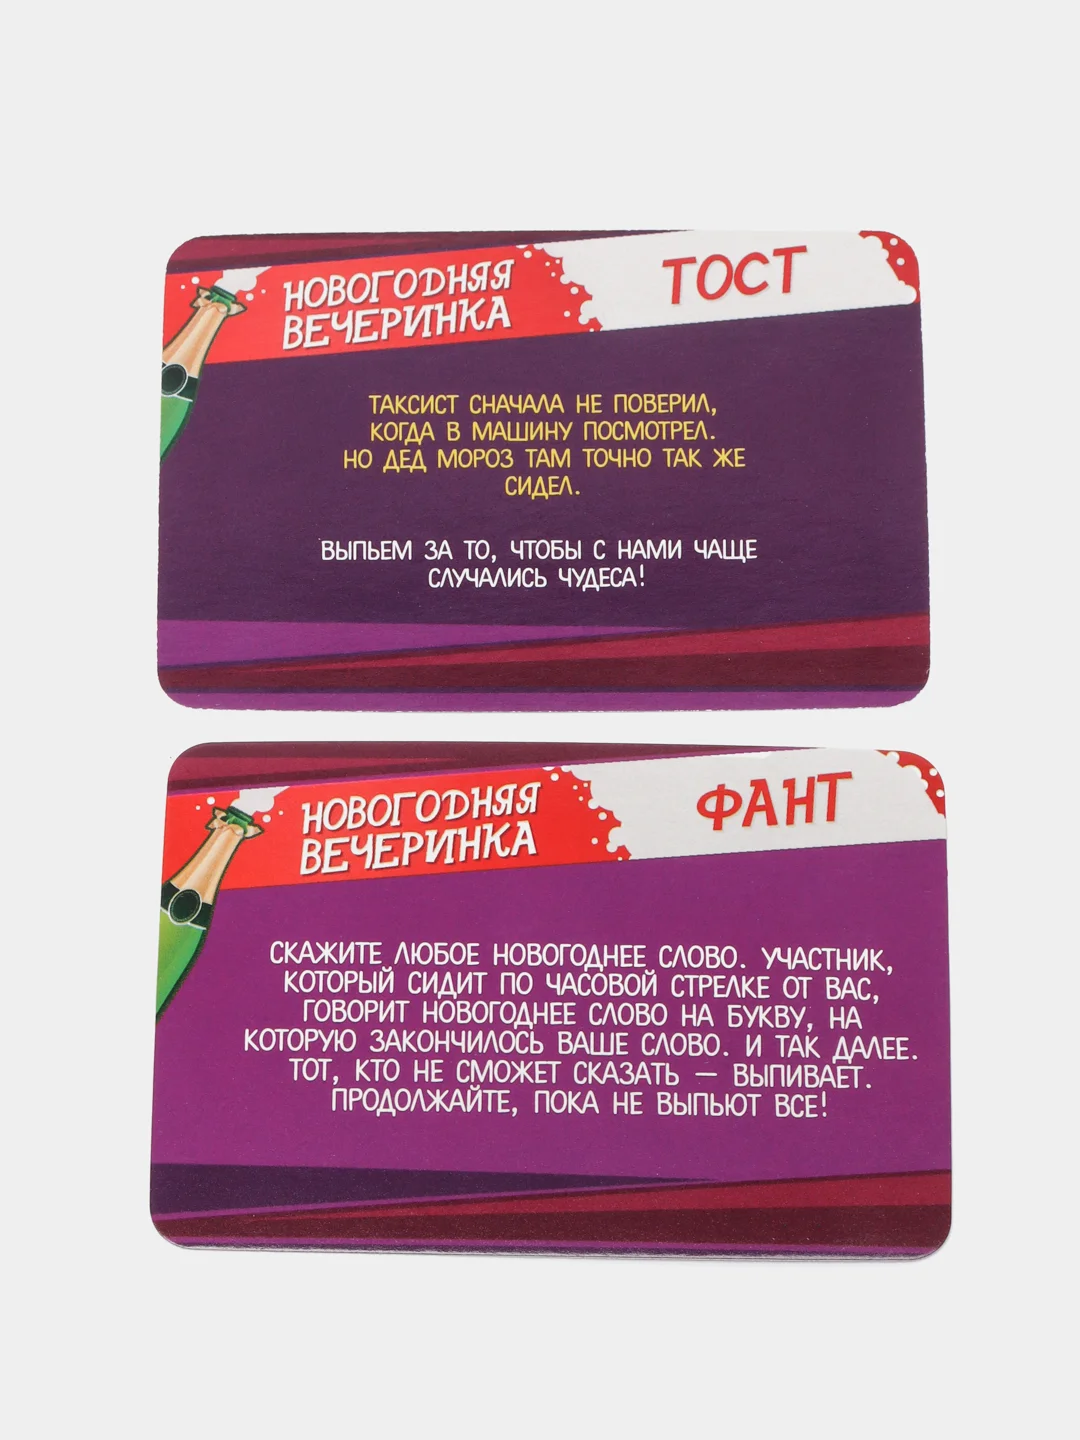 НОВОГОДНЯЯ
ВЕЧЕРИНКА
ТОСТ
ТАКСИСТ СНАЧАЛА НЕ ПОВЕРИЛ,
КОГДА В МАШИНУ ПОСМОТРЕЛ.
НО ДЕД МОРОЗ ТАМ ТОЧНО ТАК ЖЕ
СИДЕЛ.
ВЫПЬЕМ ЗА ТО, ЧТОБЫ С НАМИ ЧАЩЕ
СЛУЧАЛИСЬ ЧУДЕСА!
НОВОГОДНЯЯ
ВЕЧЕРИНКА
ФАНТ
СКАЖИТЕ ЛЮБОЕ НОВОГОДНЕЕ СЛОВО. УЧАСТНИК,
КОТОРЫЙ СИДИТ ПО ЧАСОВОЙ СТРЕЛКЕ ОТ ВАС,
ГОВОРИТ НОВОГОДНЕЕ СЛОВО НА БУКВУ, НА
КОТОРУЮ ЗАКОНЧИЛОСЬ ВАШЕ СЛОВО. И ТАК ДАЛЕЕ.
ТОТ, КТО НЕ СМОЖЕТ СКАЗАТЬ — ВЫПИВАЕТ.
ПРОДОЛЖАЙТЕ, ПОКА НЕ ВЫПЬЮТ ВСЕ!